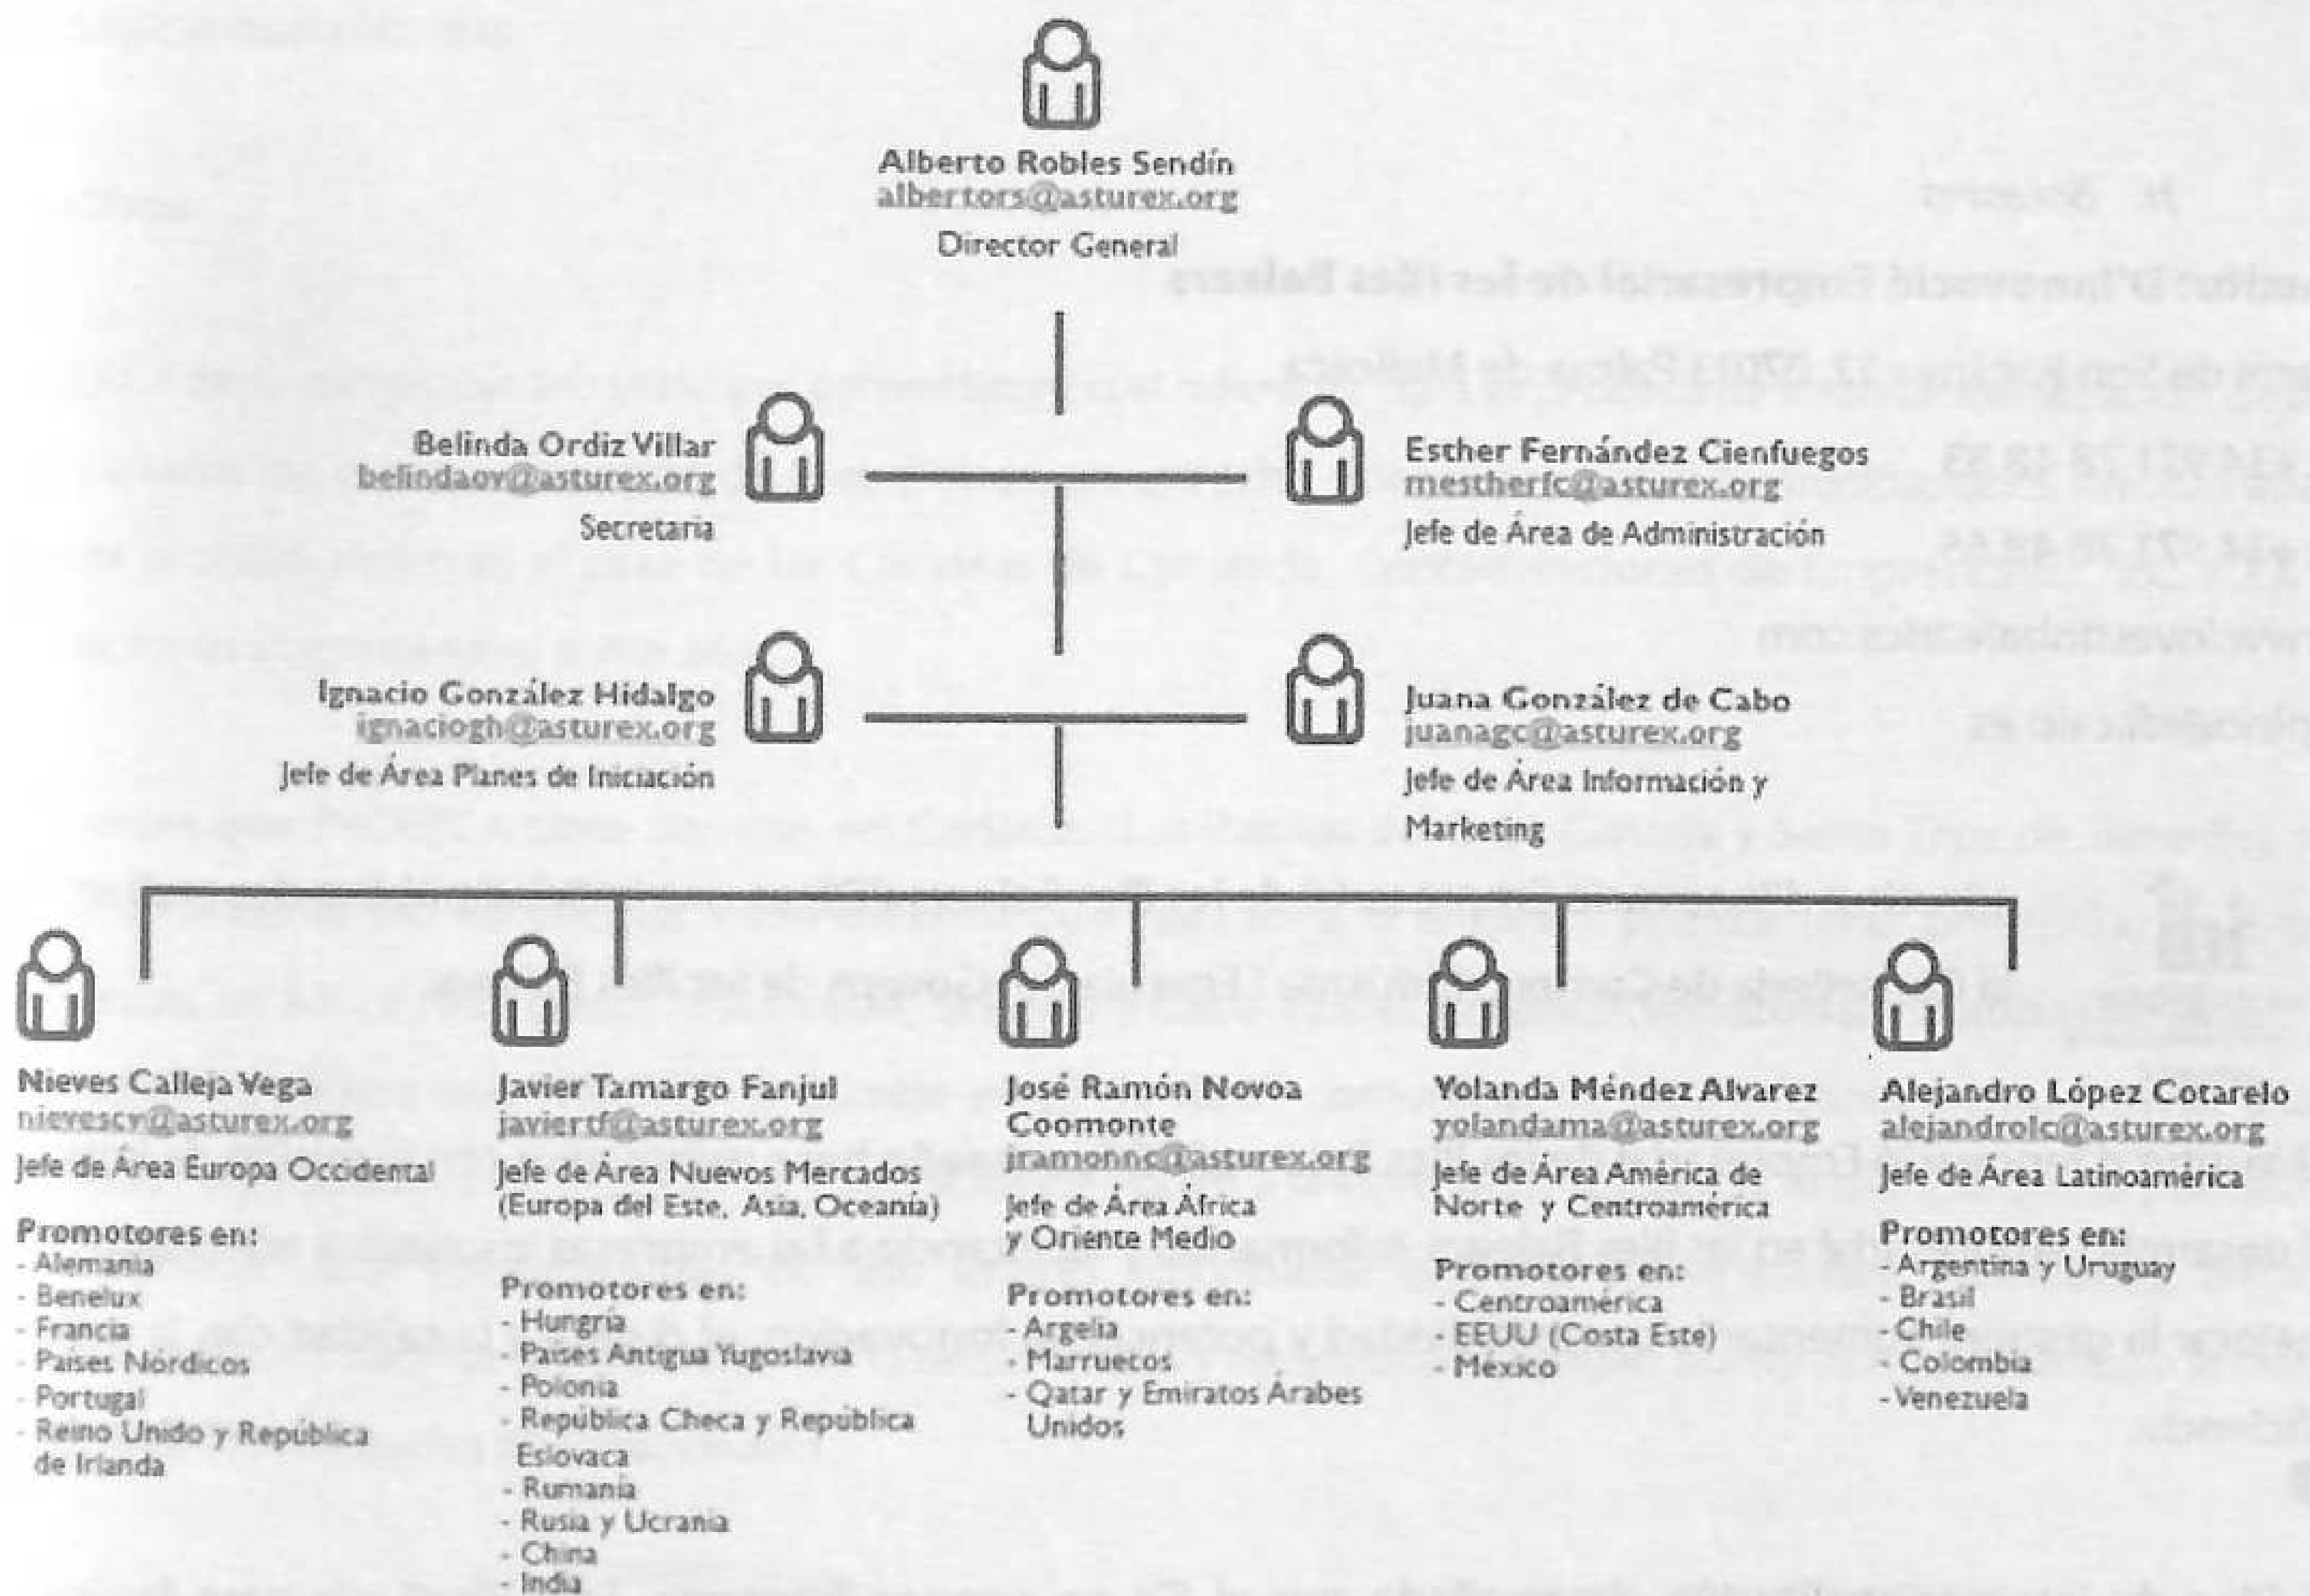 Alberto Robles Sendín
albertors@asturex.org
Director General
Belinda Ordiz Villar
belindaov@asturex.org
Secretaria
Esther Fernández Cienfuegos
mestherfc@asturex.org
Jefe de Área de Administración
Ignacio González Hidalgo
ignaciogh@asturex.org
Jefe de Área Planes de Iniciación
Juana González de Cabo
juanagc@asturex.org
Jefe de Área Información y
Marketing
Nieves Calleja Vega
nievescv@asturex.org
Jefe de Área Europa Occidental
Promotores en:
- Alemania
- Benelux
- Francia
- Países Nórdicos
- Portugal
- Reino Unido y República
de Irlanda
Javier Tamargo Fanjul
javiertf@asturex.org
Jefe de Área Nuevos Mercados
(Europa del Este, Asia, Oceanía)
Promotores en:
- Hungría
- Países Antigua Yugoslavia
- Polonia
- República Checa y República
Eslovaca
- Rumanía
- Rusia y Ucrania
- China
- India
José Ramón Novoa
Coomonte
jramonnc@asturex.org
Jefe de Área África
y Oriente Medio
Promotores en:
- Argelia
- Marruecos
- Qatar y Emiratos Árabes
Unidos
Yolanda Méndez Alvarez
yolandama@asturex.org
Jefe de Área América de
Norte y Centroamérica
Promotores en:
- Centroamérica
- EEUU (Costa Este)
- México
Alejandro López Cotarelo
alejandrolc@asturex.org
Jefe de Área Latinoamérica
Promotores en:
- Argentina y Uruguay
- Brasil
- Chile
- Colombia
- Venezuela